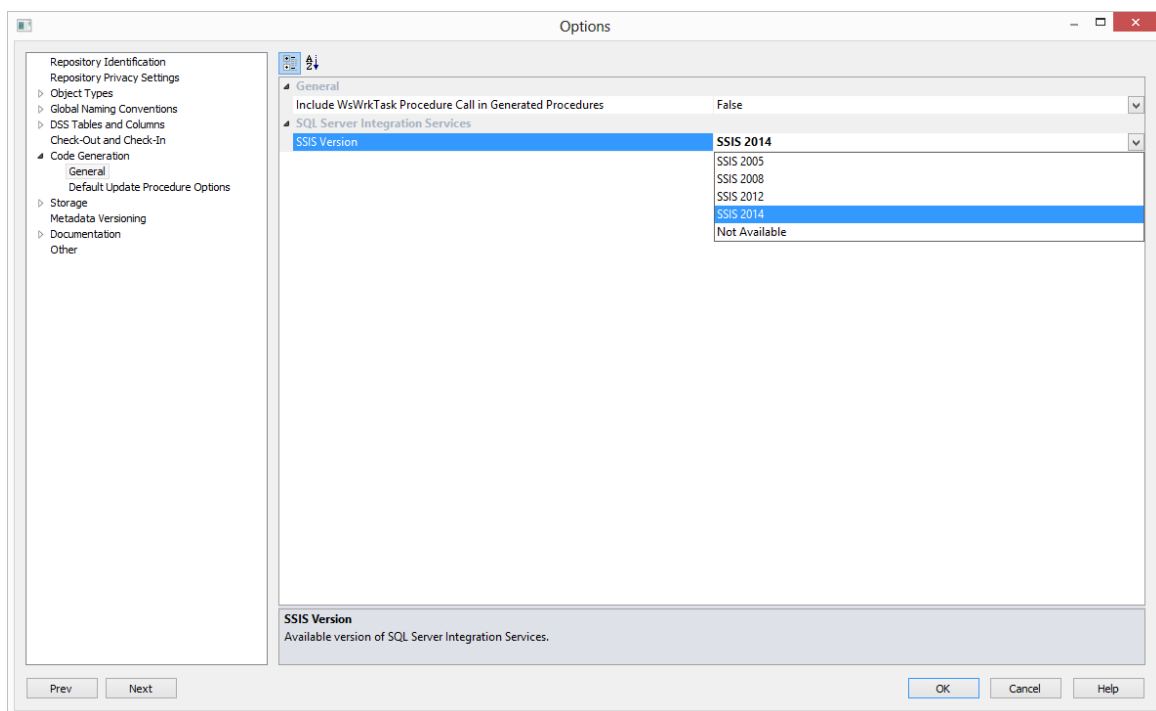 Options
Repository Identification
Repository Privacy Settings
Object Types
Global Naming Conventions
DSS Tables and Columns
Check-Out and Check-In
Code Generation
General
Default Update Procedure Options
Storage
Metadata Versioning
Documentation
Other
General
Include WsWrkTask Procedure Call in Generated Procedures False
SQL Server Integration Services
SSIS Version SSIS 2014
SSIS 2005
SSIS 2008
SSIS 2012
SSIS 2014
Not Available
SSIS Version
Available version of SQL Server Integration Services.
Prev Next OK Cancel Help